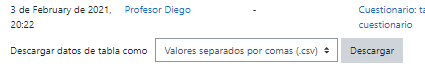 3 de February de 2021, Profesor Diego - Cuestionario: ta
20:22 cuestionario
Descargar datos de tabla como Valores separados por comas (.csv) Descargar